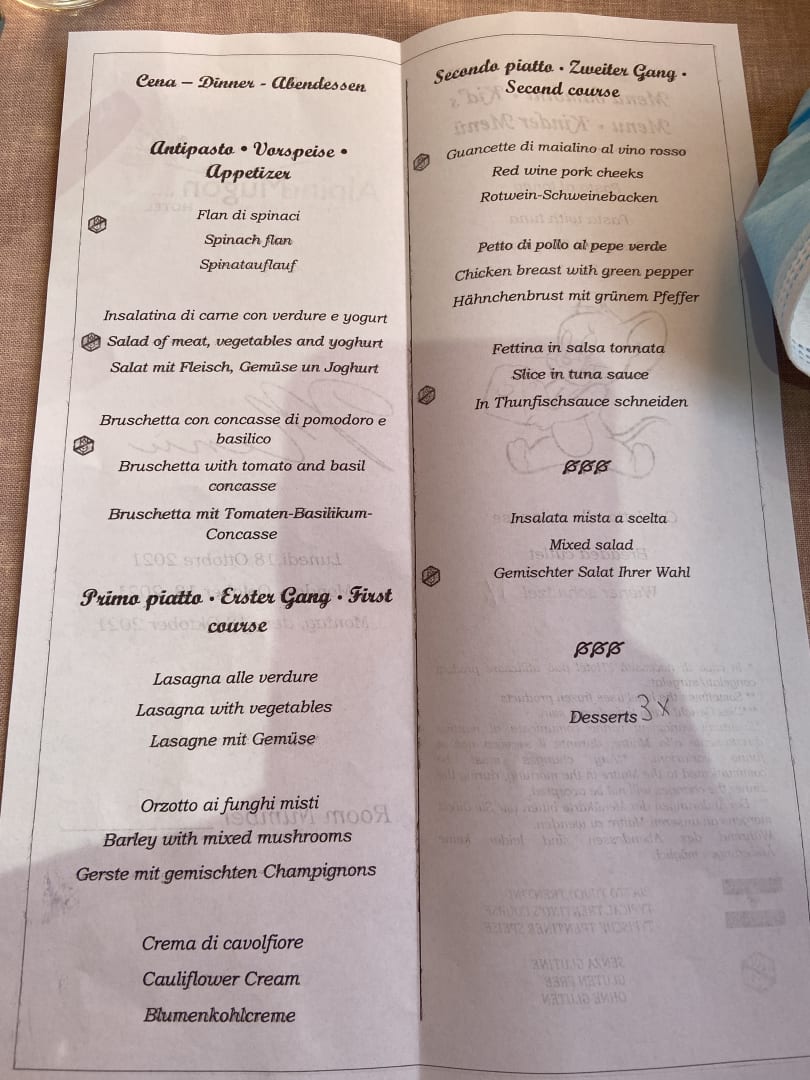 Cena – Dinner - Abendessen
Antipasto • Vorspeise •
Appetizer
Flan di spinaci
Spinach flan
Spinatauflauf
Insalatina di carne con verdure e yogurt
Salad of meat, vegetables and yoghurt
Salat mit Fleisch, Gemüse un Joghurt
Bruschetta con concasse di pomodoro e
basilico
Bruschetta with tomato and basil
concasse
Bruschetta mit Tomaten-Basilikum-
Concasse
Primo piatto • Erster Gang • First
course
Lasagna alle verdure
Lasagna with vegetables
Lasagne mit Gemüse
Orzotto ai funghi misti
Barley with mixed mushrooms
Gerste mit gemischten Champignons
Crema di cavolfiore
Cauliflower Cream
Blumenkohlcreme
Secondo piatto • Zweiter Gang •
Second course
Guancette di maialino al vino rosso
Red wine pork cheeks
Rotwein-Schweinebacken
Petto di pollo al pepe verde
Chicken breast with green pepper
Hähnchenbrust mit grünem Pfeffer
Fettina in salsa tonnata
Slice in tuna sauce
In Thunfischsauce schneiden
Insalata mista a scelta
Mixed salad
Gemischter Salat Ihrer Wahl
Desserts 3x